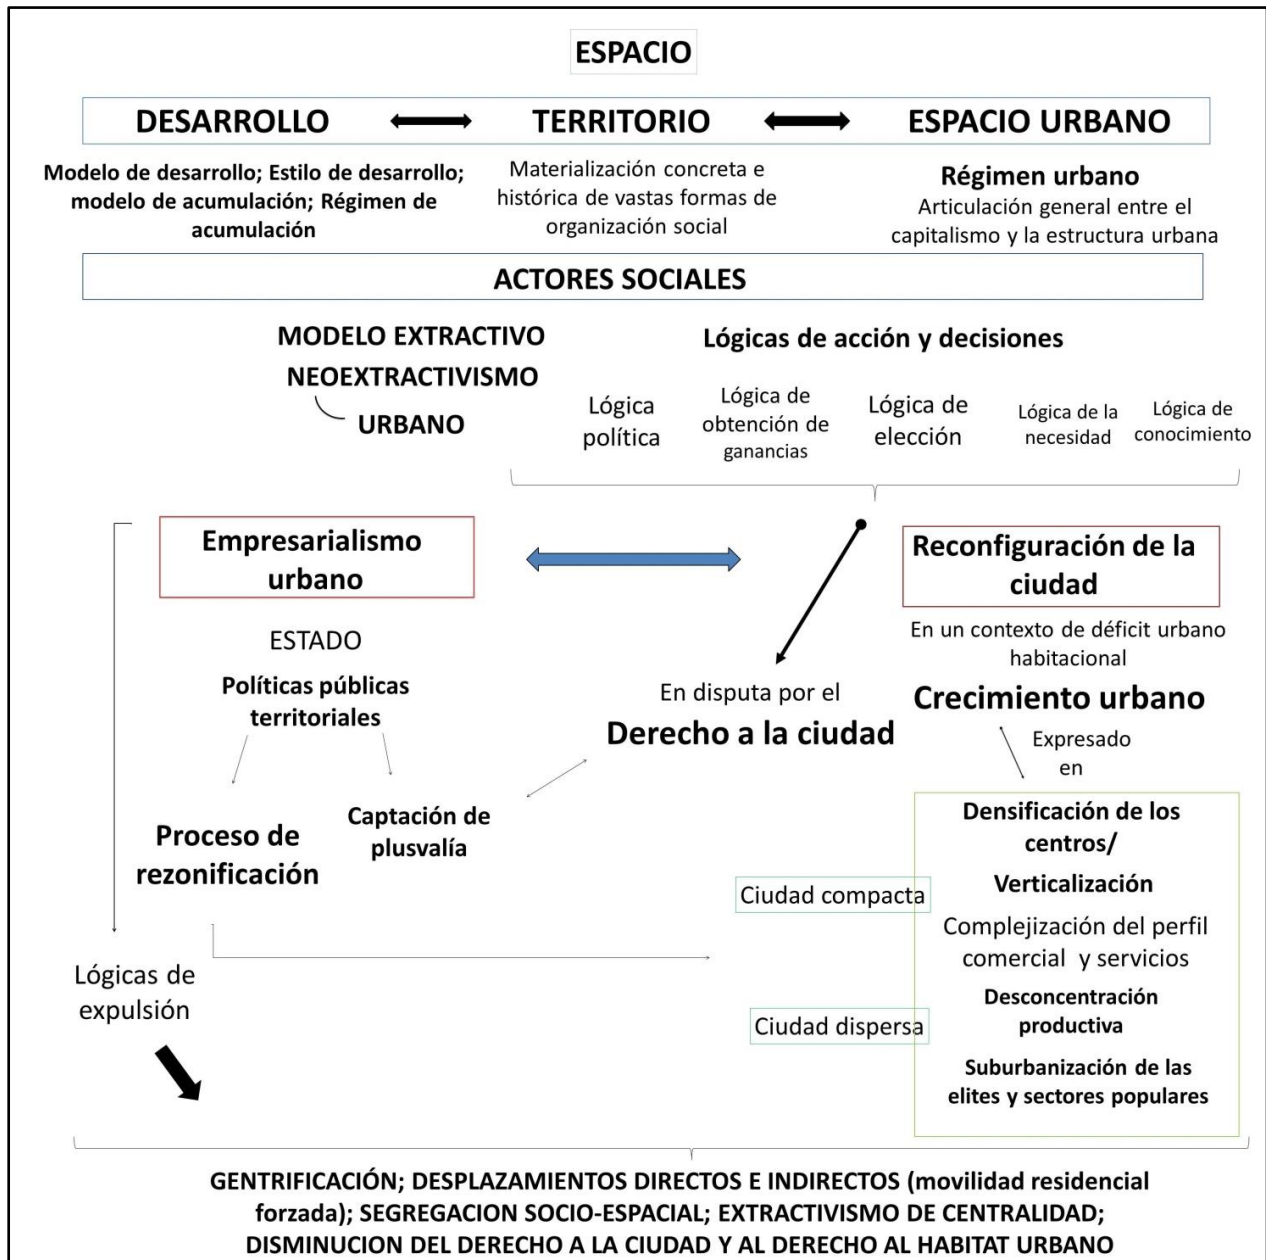 ESPACIO
DESARROLLO
TERRITORIO
ESPACIO URBANO
Modelo de desarrollo; Estilo de desarrollo;
modelo de acumulación; Régimen de
acumulación
Materialización concreta e
histórica de vastas formas de
organización social
Régimen urbano
Articulación general entre el
capitalismo y la estructura urbana
ACTORES SOCIALES
MODELO EXTRACTIVO
NEOEXTRACTIVISMO
URBANO
Lógicas de acción y decisiones
Lógica
política
Lógica de
obtención de
ganancias
Lógica de
elección
Lógica de la
necesidad
Lógica de
conocimiento
Empresarialismo
urbano
Reconfiguración de la
ciudad
ESTADO
Políticas públicas
territoriales
En un contexto de déficit urbano
habitacional
En disputa por el
Derecho a la ciudad
Crecimiento urbano
Expresado
en
Proceso de
rezonificación
Captación de
plusvalía
Densificación de los
centros/
Verticalización
Ciudad compacta
Complejización del perfil
comercial y servicios
Desconcentración
productiva
Ciudad dispersa
Suburbanización de las
elites y sectores populares
Lógicas de
expulsión
GENTRIFICACIÓN; DESPLAZAMIENTOS DIRECTOS E INDIRECTOS (movilidad residencial
forzada); SEGREGACION SOCIO-ESPACIAL; EXTRACTIVISMO DE CENTRALIDAD;
DISMINUCION DEL DERECHO A LA CIUDAD Y AL DERECHO AL HABITAT URBANO